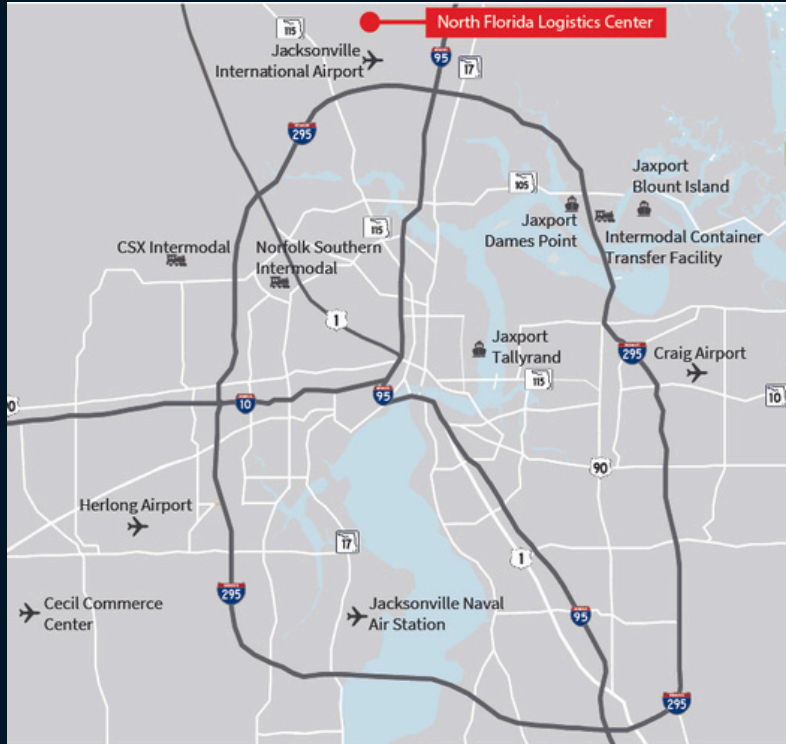 North Florida Logistics Center
115
Jacksonville
International Airport
95
17
295
105
Jaxport
Blount Island
115
Jaxport
Dames Point
CSX Intermodal
Norfolk Southern
Intermodal
Intermodal Container
Transfer Facility
1
Jaxport
Tallyrand
295
Craig Airport
115
10
95
10
90
Herlong Airport
17
1
295
Cecil Commerce
Center
Jacksonville Naval
Air Station
95
295